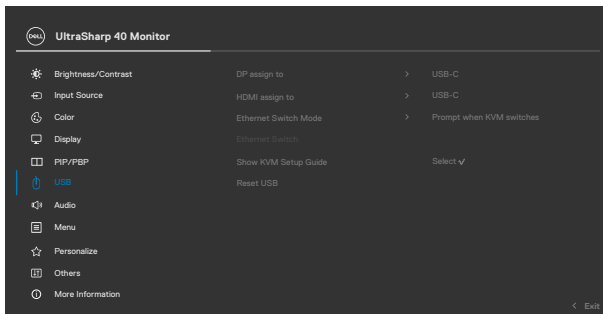 DELL UltraSharp 40 Monitor
Brightness/Contrast DP assign to > USB-C
Input Source HDMI assign to > USB-C
Color Ethernet Switch Mode > Prompt when KVM switches
Display Ethernet Switch
PIP/PBP Show KVM Setup Guide Select ✓
USB Reset USB
Audio
Menu
Personalize
Others
More Information
< Exit